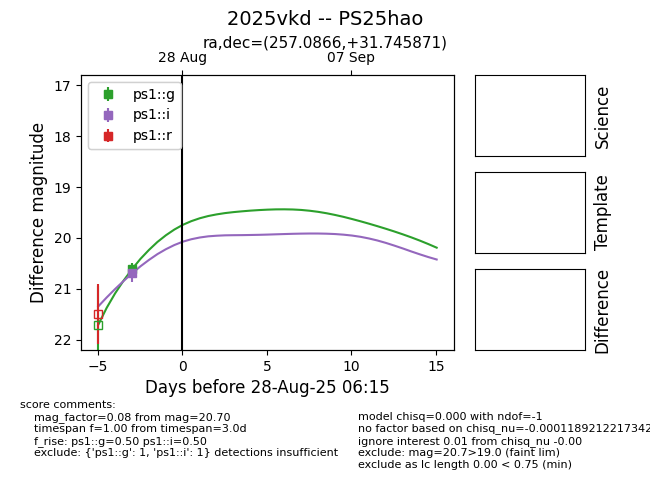 2025vkd -- PS25hao
ra,dec=(257.0866,+31.745871)
28 Aug
07 Sep
17
18
19
20
21
22
Difference magnitude
ps1::g
ps1::i
ps1::r
−5
0
5
10
15
Days before 28-Aug-25 06:15
Science
Template
Difference
score comments:
mag_factor=0.08 from mag=20.70
timespan f=1.00 from timespan=3.0d
f_rise: ps1::g=0.50 ps1::i=0.50
exclude: {'ps1::g': 1, 'ps1::i': 1} detections insufficient
model chisq=0.000 with ndof=-1
no factor based on chisq_nu=-0.0001189212217342
ignore interest 0.01 from chisq_nu -0.00
exclude: mag=20.7>19.0 (faint lim)
exclude as lc length 0.00 < 0.75 (min)